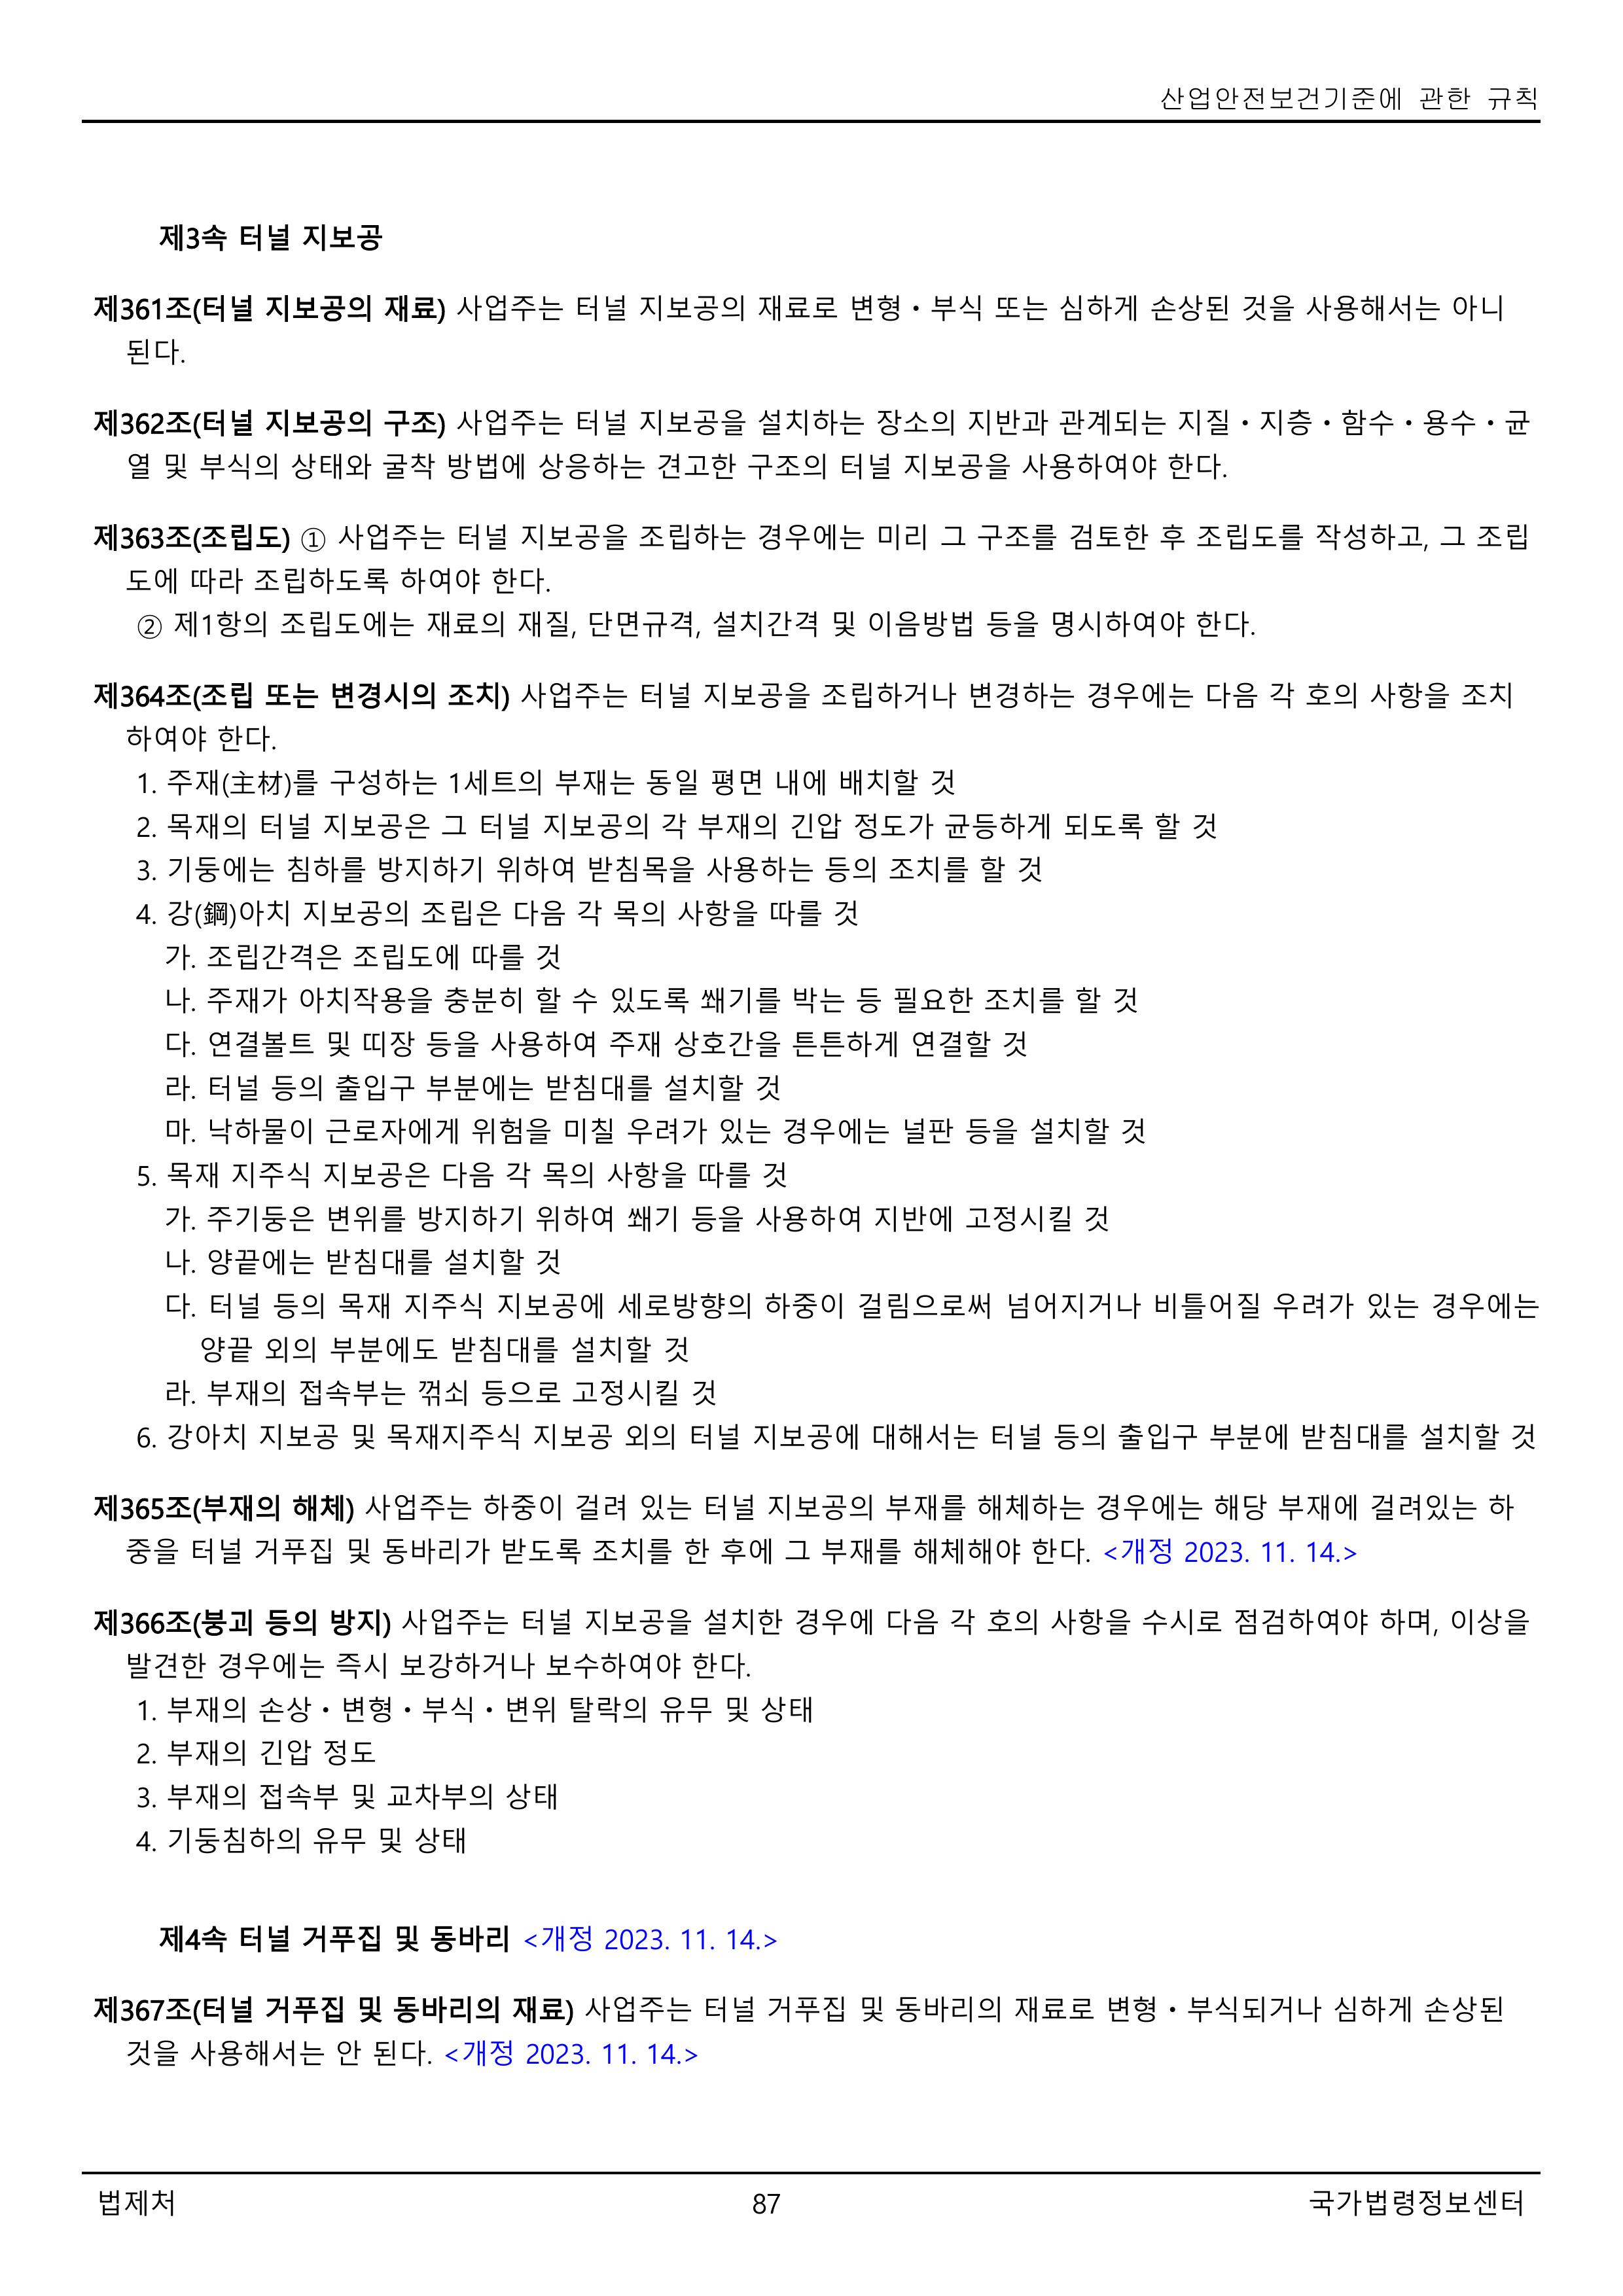 산업안전보건기준에 관한 규칙
제3속 터널 지보공
제361조(터널 지보공의 재료) 사업주는 터널 지보공의 재료로 변형ㆍ부식 또는 심하게 손상된 것을 사용해서는 아니
된다.
제362조(터널 지보공의 구조) 사업주는 터널 지보공을 설치하는 장소의 지반과 관계되는 지질ㆍ지층ㆍ함수ㆍ용수ㆍ균
열 및 부식의 상태와 굴착 방법에 상응하는 견고한 구조의 터널 지보공을 사용하여야 한다.
제363조(조립도) ① 사업주는 터널 지보공을 조립하는 경우에는 미리 그 구조를 검토한 후 조립도를 작성하고, 그 조립
도에 따라 조립하도록 하여야 한다.
② 제1항의 조립도에는 재료의 재질, 단면규격, 설치간격 및 이음방법 등을 명시하여야 한다.
제364조(조립 또는 변경시의 조치) 사업주는 터널 지보공을 조립하거나 변경하는 경우에는 다음 각 호의 사항을 조치
하여야 한다.
1. 주재(主材)를 구성하는 1세트의 부재는 동일 평면 내에 배치할 것
2. 목재의 터널 지보공은 그 터널 지보공의 각 부재의 긴압 정도가 균등하게 되도록 할 것
3. 기둥에는 침하를 방지하기 위하여 받침목을 사용하는 등의 조치를 할 것
4. 강(鋼)아치 지보공의 조립은 다음 각 목의 사항을 따를 것
가. 조립간격은 조립도에 따를 것
나. 주재가 아치작용을 충분히 할 수 있도록 쐐기를 박는 등 필요한 조치를 할 것
다. 연결볼트 및 띠장 등을 사용하여 주재 상호간을 튼튼하게 연결할 것
라. 터널 등의 출입구 부분에는 받침대를 설치할 것
마. 낙하물이 근로자에게 위험을 미칠 우려가 있는 경우에는 널판 등을 설치할 것
5. 목재 지주식 지보공은 다음 각 목의 사항을 따를 것
가. 주기둥은 변위를 방지하기 위하여 쐐기 등을 사용하여 지반에 고정시킬 것
나. 양끝에는 받침대를 설치할 것
다. 터널 등의 목재 지주식 지보공에 세로방향의 하중이 걸림으로써 넘어지거나 비틀어질 우려가 있는 경우에는
양끝 외의 부분에도 받침대를 설치할 것
라. 부재의 접속부는 꺾쇠 등으로 고정시킬 것
6. 강아치 지보공 및 목재지주식 지보공 외의 터널 지보공에 대해서는 터널 등의 출입구 부분에 받침대를 설치할 것
제365조(부재의 해체) 사업주는 하중이 걸려 있는 터널 지보공의 부재를 해체하는 경우에는 해당 부재에 걸려있는 하
중을 터널 거푸집 및 동바리가 받도록 조치를 한 후에 그 부재를 해체해야 한다. <개정 2023. 11. 14.>
제366조(붕괴 등의 방지) 사업주는 터널 지보공을 설치한 경우에 다음 각 호의 사항을 수시로 점검하여야 하며, 이상을
발견한 경우에는 즉시 보강하거나 보수하여야 한다.
1. 부재의 손상ㆍ변형ㆍ부식ㆍ변위 탈락의 유무 및 상태
2. 부재의 긴압 정도
3. 부재의 접속부 및 교차부의 상태
4. 기둥침하의 유무 및 상태
제4속 터널 거푸집 및 동바리 <개정 2023. 11. 14.>
제367조(터널 거푸집 및 동바리의 재료) 사업주는 터널 거푸집 및 동바리의 재료로 변형ㆍ부식되거나 심하게 손상된
것을 사용해서는 안 된다. <개정 2023. 11. 14.>
법제처 87 국가법령정보센터